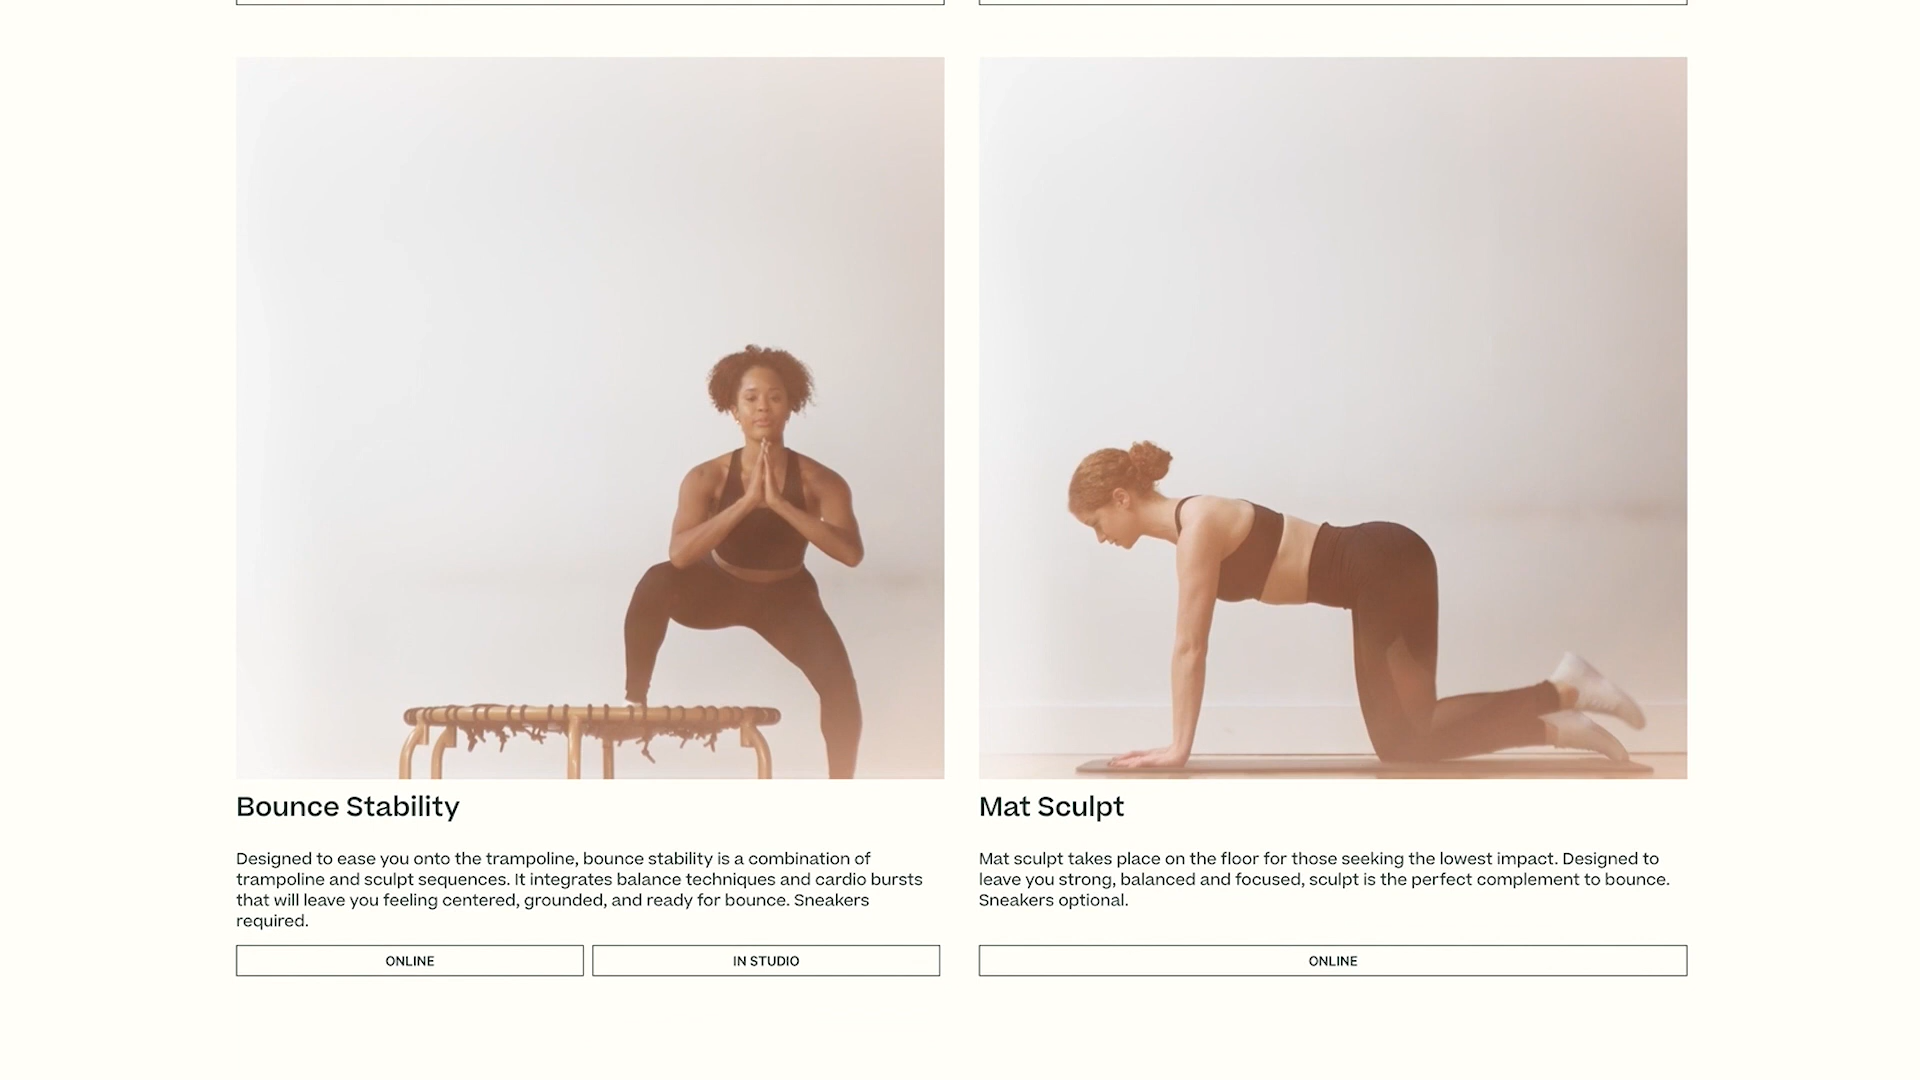 Bounce Stability
Designed to ease you onto the trampoline, bounce stability is a combination of
trampoline and sculpt sequences. It integrates balance techniques and cardio bursts
that will leave you feeling centered, grounded, and ready for bounce. Sneakers
required.
ONLINE
IN STUDIO
Mat Sculpt
Mat sculpt takes place on the floor for those seeking the lowest impact. Designed to
leave you strong, balanced and focused, sculpt is the perfect complement to bounce.
Sneakers optional.
ONLINE